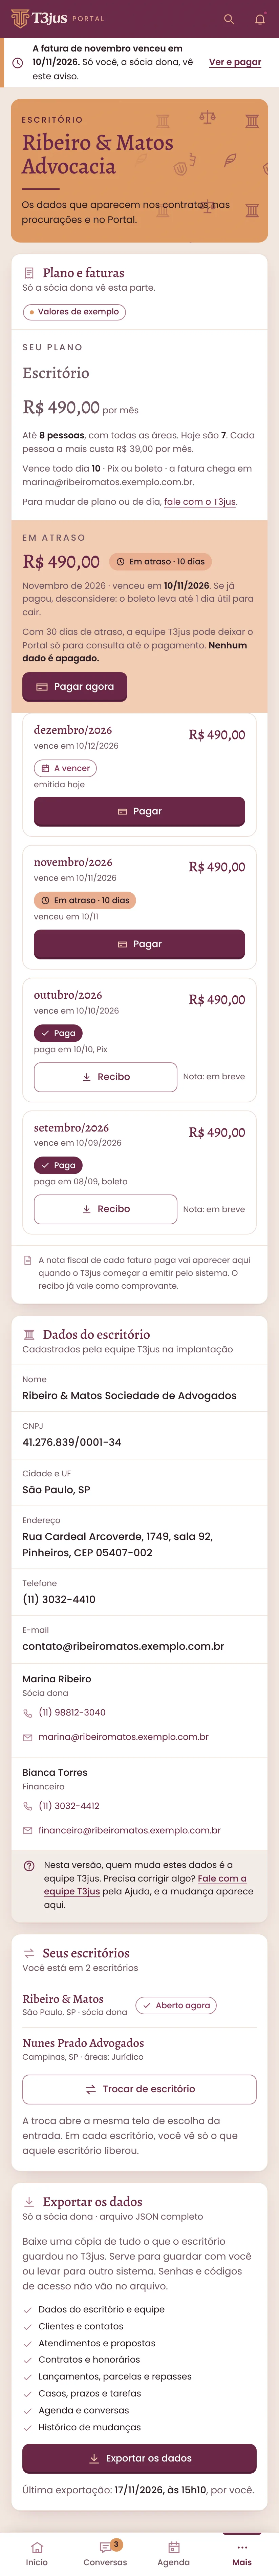 T3jus PORTAL
A fatura de novembro venceu em
10/11/2026. Só você, a sócia dona, vê
este aviso.
Ver e pagar
ESCRITÓRIO
Ribeiro & Matos
Advocacia
Os dados que aparecem nos contratos, nas
procurações e no Portal.
Plano e faturas
Só a sócia dona vê esta parte.
Valores de exemplo
SEU PLANO
Escritório
R$ 490,00 por mês
Até 8 pessoas, com todas as áreas. Hoje são 7. Cada
pessoa a mais custa R$ 39,00 por mês.
Vence todo dia 10 · Pix ou boleto · a fatura chega em
marina@ribeiromatos.exemplo.com.br.
Para mudar de plano ou de dia, fale com o T3jus.
EM ATRASO
R$ 490,00 Em atraso · 10 dias
Novembro de 2026 · venceu em 10/11/2026. Se já
pagou, desconsidere: o boleto leva até 1 dia útil para
cair.
Com 30 dias de atraso, a equipe T3jus pode deixar o
Portal só para consulta até o pagamento. Nenhum
dado é apagado.
Pagar agora
dezembro/2026 R$ 490,00
vence em 10/12/2026
A vencer
emitida hoje
Pagar
novembro/2026 R$ 490,00
vence em 10/11/2026
Em atraso · 10 dias
venceu em 10/11
Pagar
outubro/2026 R$ 490,00
vence em 10/10/2026
Paga
paga em 10/10, Pix
Recibo Nota: em breve
setembro/2026 R$ 490,00
vence em 10/09/2026
Paga
paga em 08/09, boleto
Recibo Nota: em breve
A nota fiscal de cada fatura paga vai aparecer aqui
quando o T3jus começar a emitir pelo sistema. O
recibo já vale como comprovante.
Dados do escritório
Cadastrados pela equipe T3jus na implantação
Nome
Ribeiro & Matos Sociedade de Advogados
CNPJ
41.276.839/0001-34
Cidade e UF
São Paulo, SP
Endereço
Rua Cardeal Arcoverde, 1749, sala 92,
Pinheiros, CEP 05407-002
Telefone
(11) 3032-4410
E-mail
contato@ribeiromatos.exemplo.com.br
Marina Ribeiro
Sócia dona
(11) 98812-3040
marina@ribeiromatos.exemplo.com.br
Bianca Torres
Financeiro
(11) 3032-4412
financeiro@ribeiromatos.exemplo.com.br
Nesta versão, quem muda estes dados é a
equipe T3jus. Precisa corrigir algo? Fale com a
equipe T3jus pela Ajuda, e a mudança aparece
aqui.
Seus escritórios
Você está em 2 escritórios
Ribeiro & Matos
São Paulo, SP · sócia dona
Aberto agora
Nunes Prado Advogados
Campinas, SP · áreas: Jurídico
Trocar de escritório
A troca abre a mesma tela de escolha da
entrada. Em cada escritório, você vê só o que
aquele escritório liberou.
Exportar os dados
Só a sócia dona · arquivo JSON completo
Baixe uma cópia de tudo o que o escritório
guardou no T3jus. Serve para guardar com você
ou levar para outro sistema. Senhas e códigos
de acesso não vão no arquivo.
Dados do escritório e equipe
Clientes e contatos
Atendimentos e propostas
Contratos e honorários
Lançamentos, parcelas e repasses
Casos, prazos e tarefas
Agenda e conversas
Histórico de mudanças
Exportar os dados
Última exportação: 17/11/2026, às 15h10, por você.
3
Início Conversas Agenda Mais